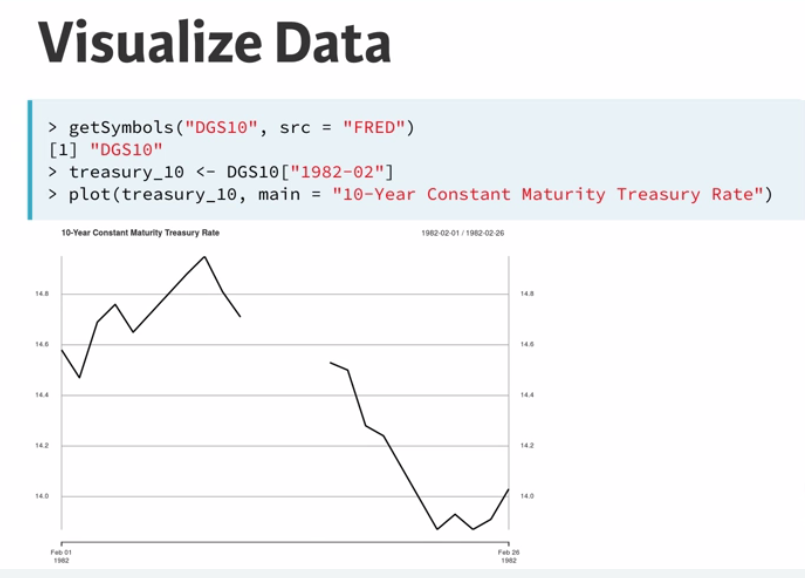 Visualize Data
> getSymbols("DGS10", src = "FRED")
[1] "DGS10"
> treasury_10 <- DGS10["1982-02"]
> plot(treasury_10, main = "10-Year Constant Maturity Treasury Rate")
10-Year Constant Maturity Treasury Rate 1982-02-01 / 1982-02-26
14.8 14.8
14.6 14.6
14.4 14.4
14.2 14.2
14.0 14.0
Feb 01 Feb 26
1982 1982